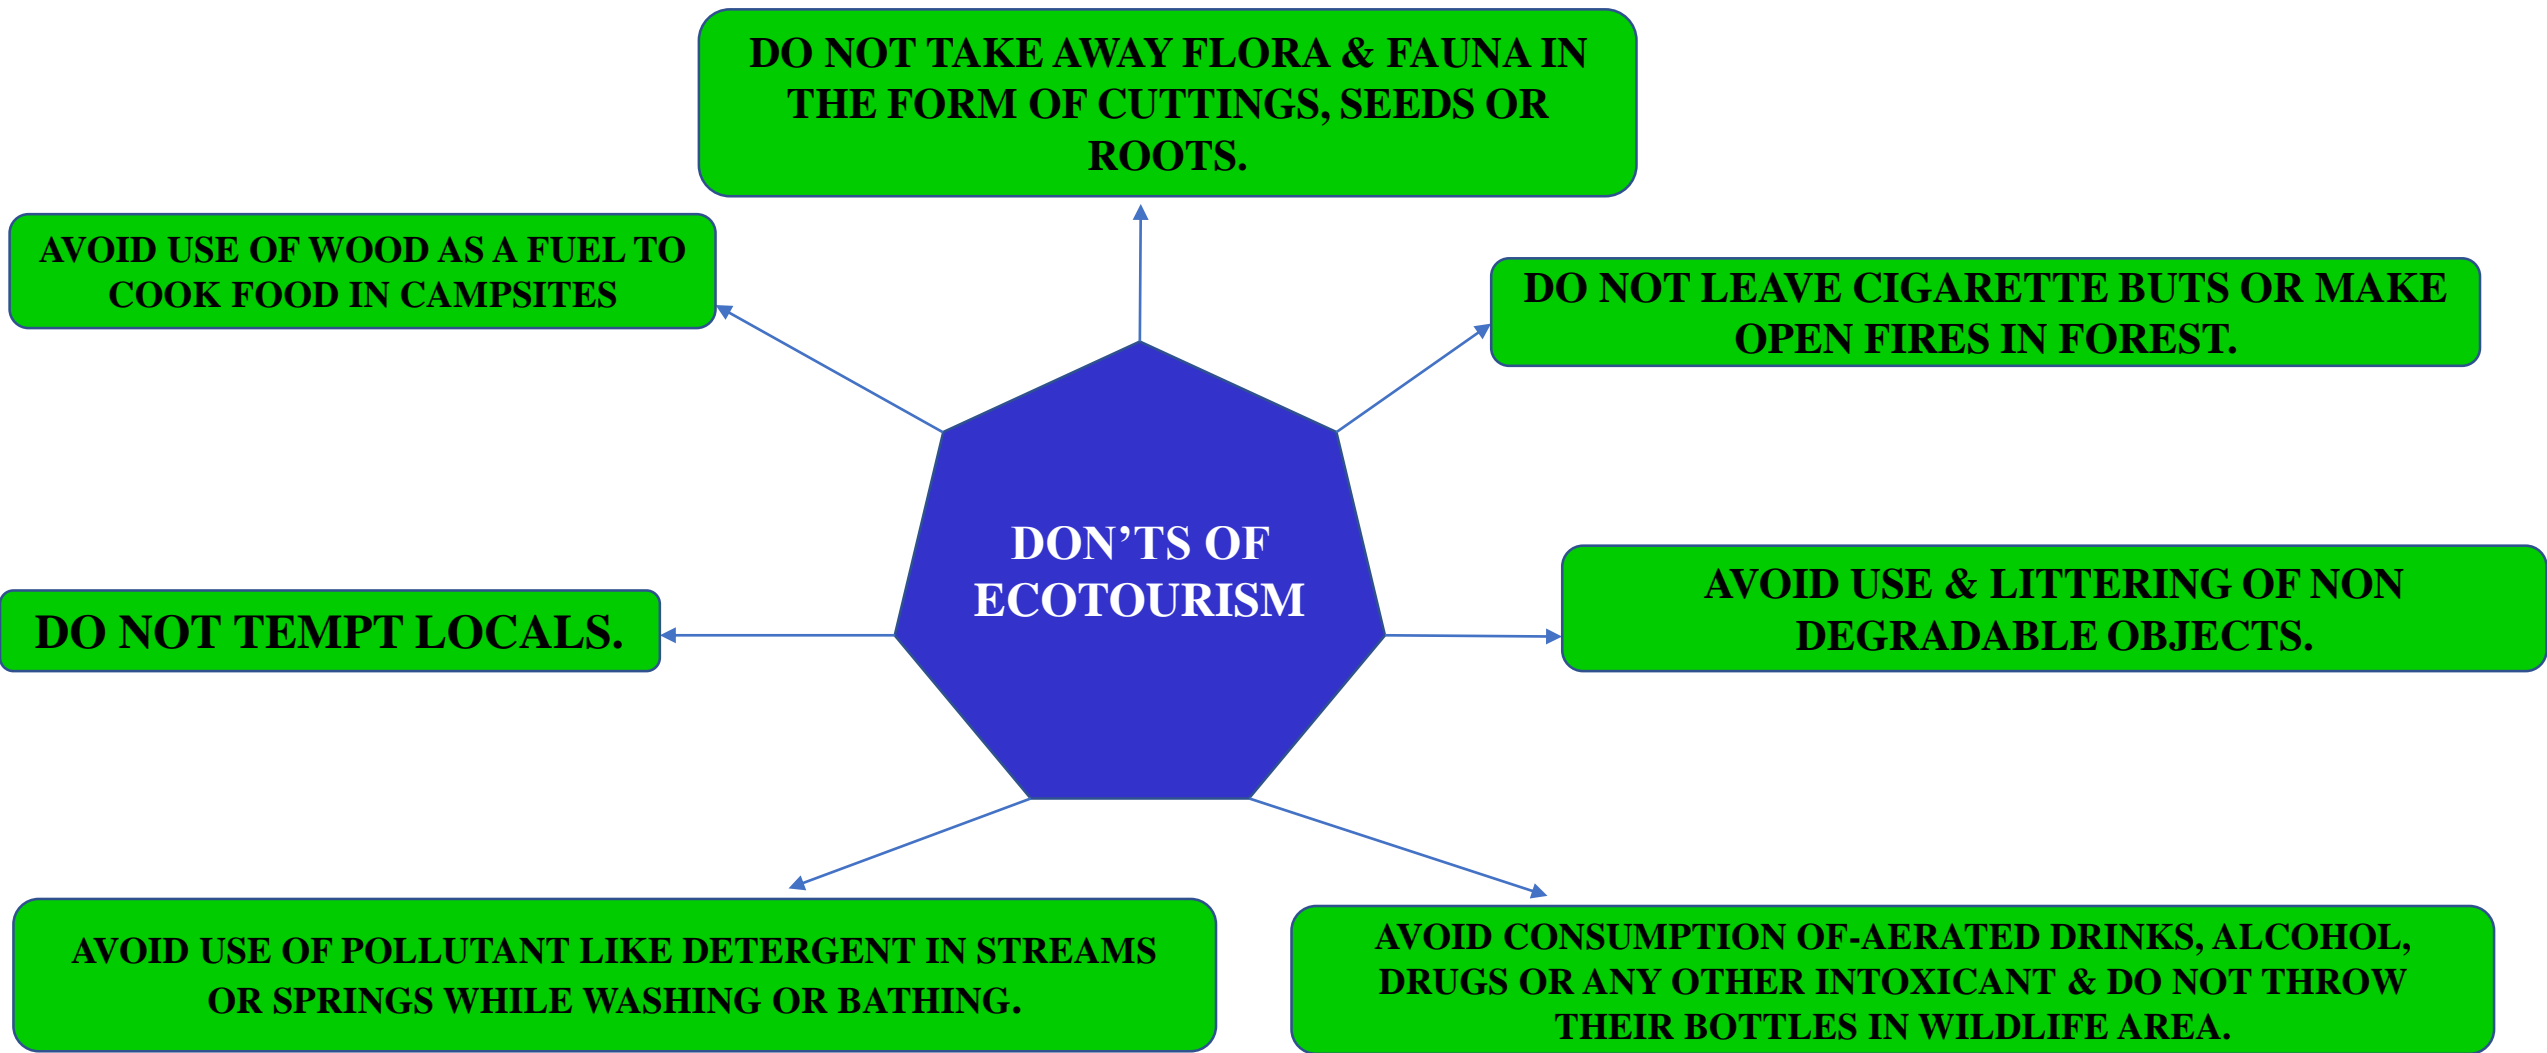 DO NOT TAKE AWAY FLORA & FAUNA IN
THE FORM OF CUTTINGS, SEEDS OR
ROOTS.
AVOID USE OF WOOD AS A FUEL TO
COOK FOOD IN CAMPSITES
DO NOT LEAVE CIGARETTE BUTS OR MAKE
OPEN FIRES IN FOREST.
DON’TS OF
ECOTOURISM
DO NOT TEMPT LOCALS.
AVOID USE & LITTERING OF NON
DEGRADABLE OBJECTS.
AVOID USE OF POLLUTANT LIKE DETERGENT IN STREAMS
OR SPRINGS WHILE WASHING OR BATHING.
AVOID CONSUMPTION OF-AERATED DRINKS, ALCOHOL,
DRUGS OR ANY OTHER INTOXICANT & DO NOT THROW
THEIR BOTTLES IN WILDLIFE AREA.